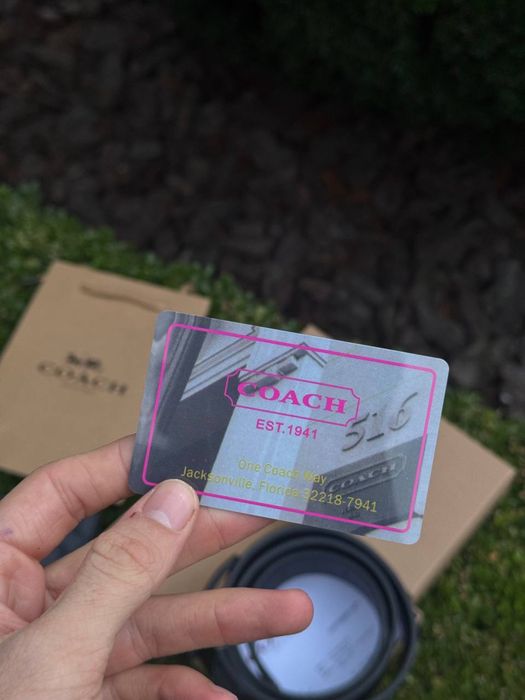 COACH
EST.1941
516
COACH
One Coach Way
Jacksonville, Florida 32218-7941
COACH